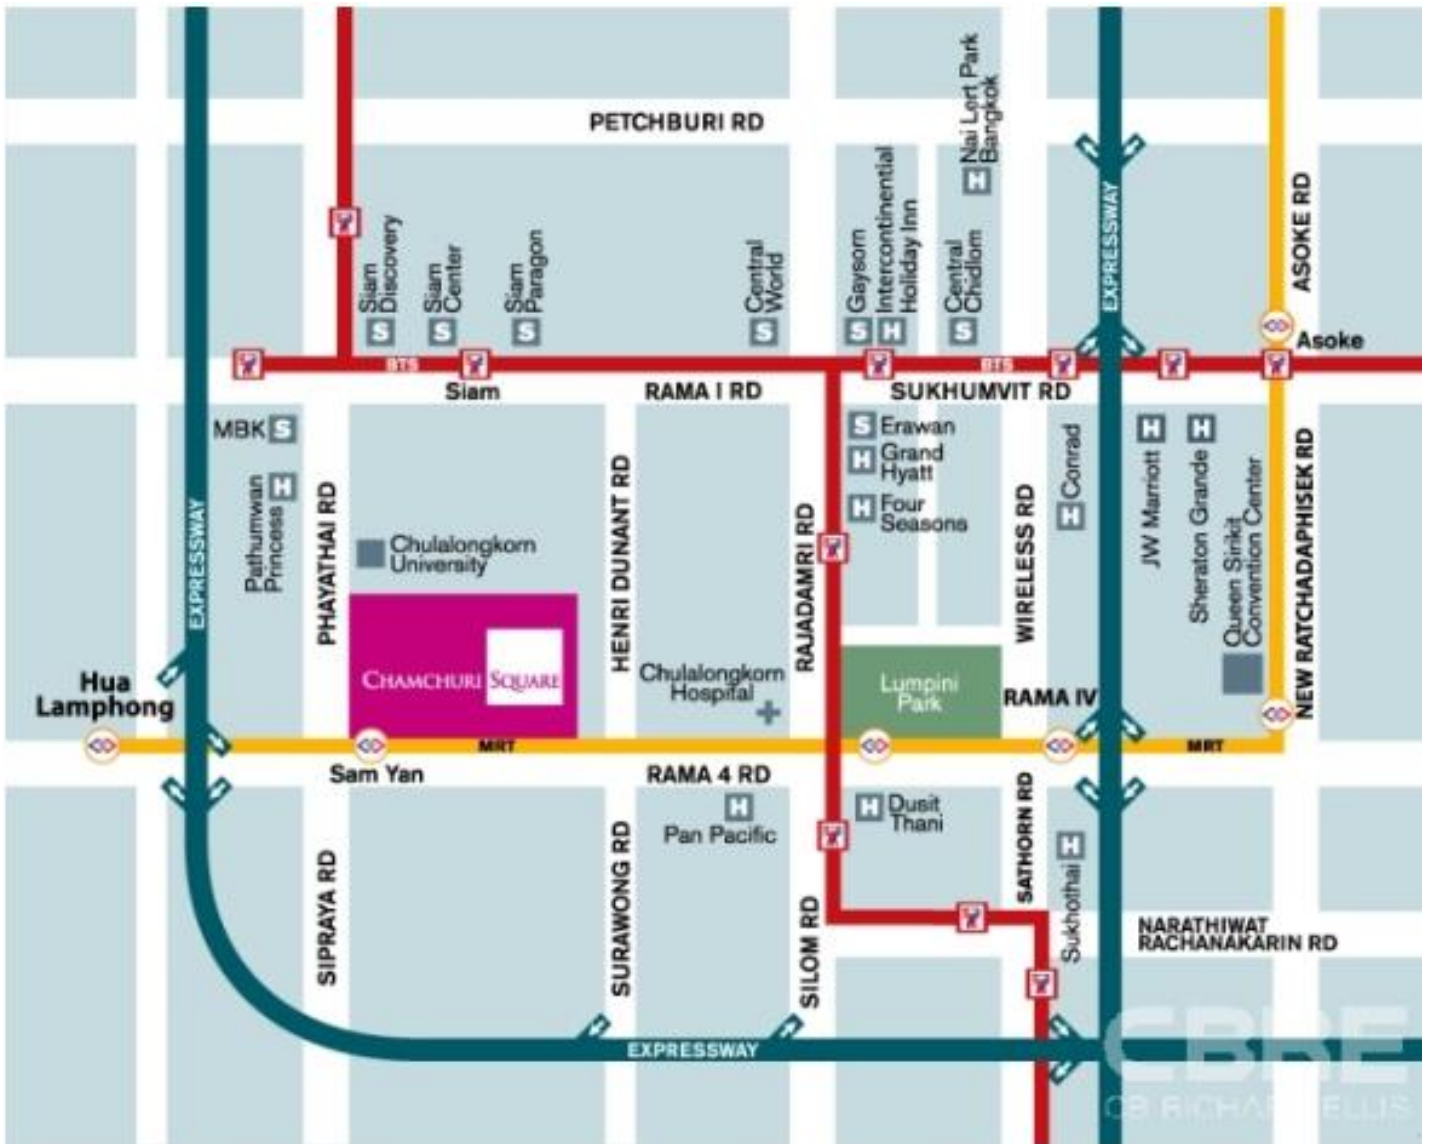 PETCHBURI RD
Nai Lert Park
Bangkok
EXPRESSWAY
ASOKE RD
Siam
Discovery
S
Siam
Center
S
Siam
Paragon
S
Central
World
S
Gaysorn
S
Intercontinental
Holiday Inn
H
Central
Chidlom
S
H
Asoke
BTS
BTS
Siam
RAMA I RD
SUKHUMVIT RD
MBK S
Pathumwan
Princess
H
EXPRESSWAY
PHAYATHAI RD
Chulalongkorn
University
HENRI DUNANT RD
RAJADAMRI RD
S Erawan
H Grand
Hyatt
H Four
Seasons
WIRELESS RD
Conrad
H
H
JW Marriott
H
Sheraton Grande
Queen Sirikit
Convention Center
NEW RATCHADAPHISEK RD
CHAMCHURI SQUARE
Chulalongkorn
Hospital
Lumpini
Park
RAMA IV
Hua
Lamphong
MRT
MRT
Sam Yan
RAMA 4 RD
H
Pan Pacific
H Dusit
Thani
SATHORN RD
H
Sukhothai
SIPRAYA RD
SURAWONG RD
SILOM RD
NARATHIWAT
RACHANAKARIN RD
EXPRESSWAY
CBRE
CB RICHARD ELLIS